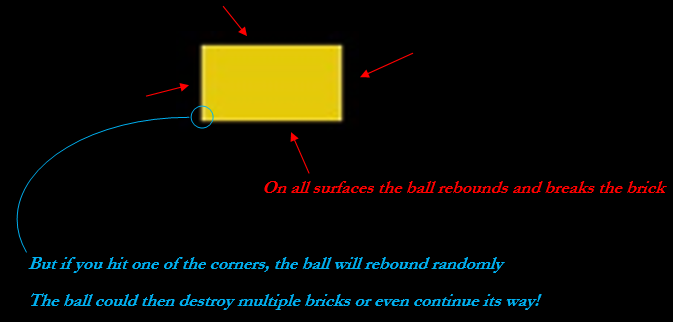 On all surfaces the ball rebounds and breaks the brick
But if you hit one of the corners, the ball will rebound randomly
The ball could then destroy multiple bricks or even continue its way!